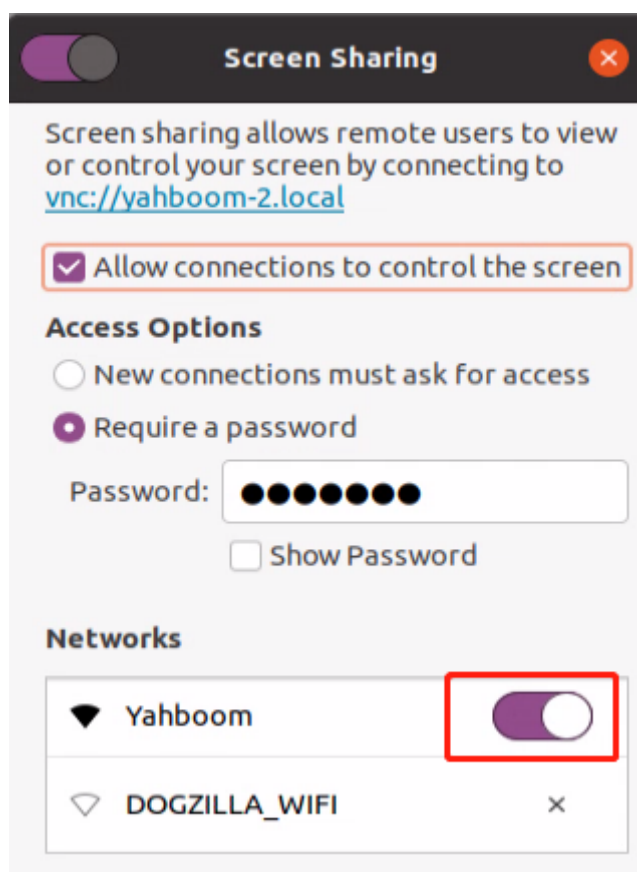 Screen Sharing
Screen sharing allows remote users to view
or control your screen by connecting to
vnc://yahboom-2.local
Allow connections to control the screen
Access Options
New connections must ask for access
Require a password
Password: ●●●●●●●
Show Password
Networks
Yahboom
DOGZILLA_WIFI